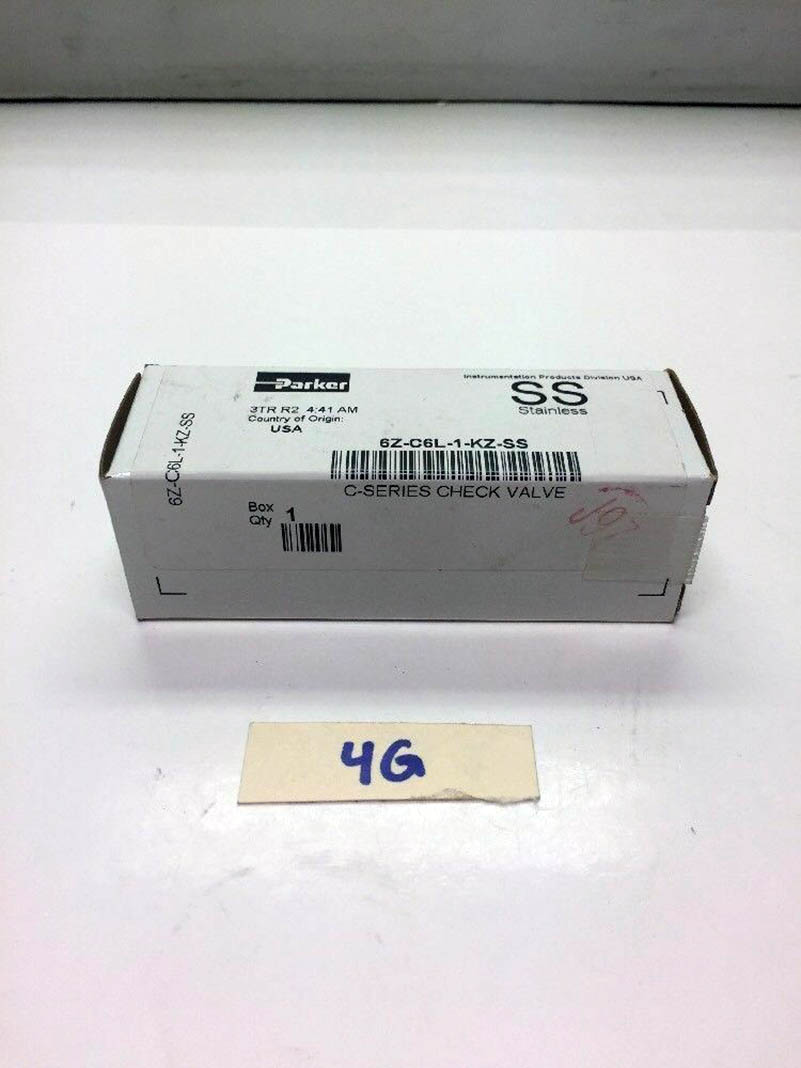 Parker
Instrumentation Products Division USA
3TR R2 4:41 AM
Country of Origin:
USA
SS
Stainless
6Z-C6L-1-KZ-SS
6Z-C6L-1-KZ-SS
C-SERIES CHECK VALVE
Box
Qty 1
4G